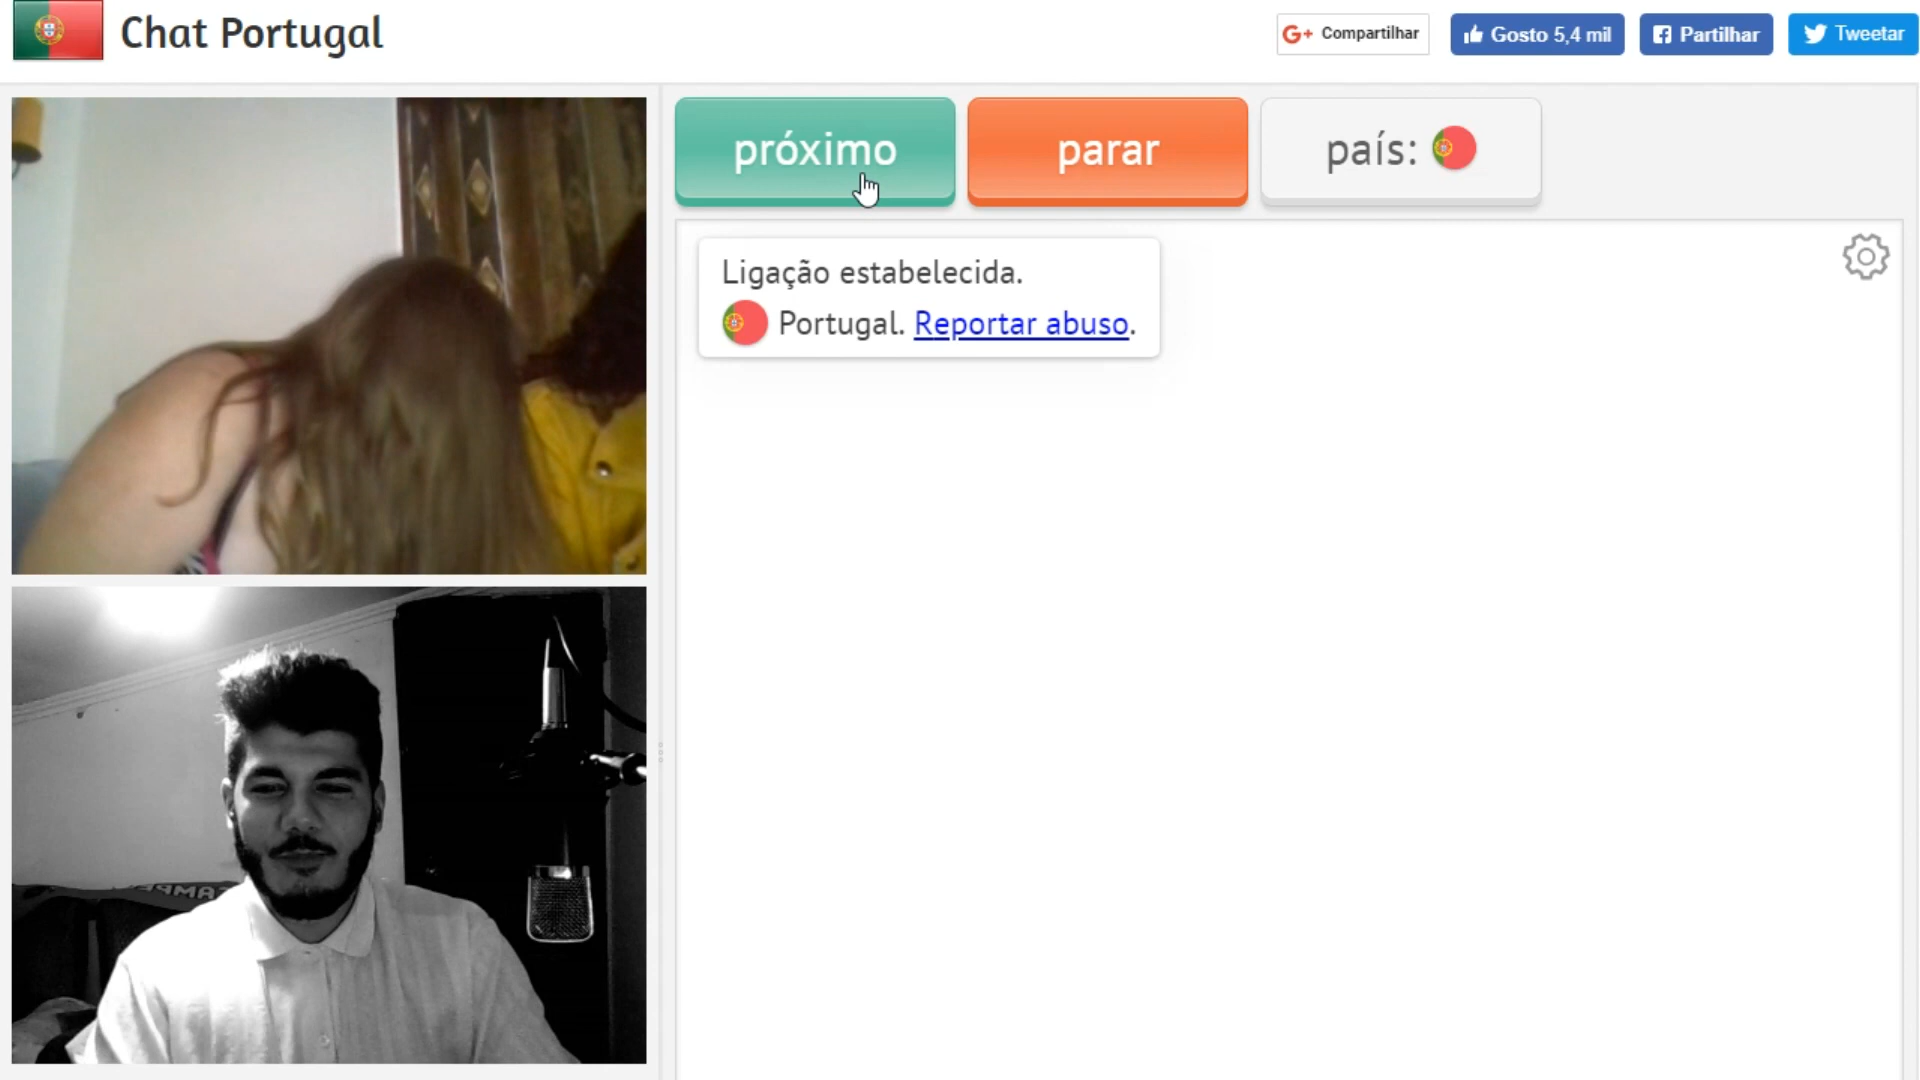 Chat Portugal
G+ Compartilhar
Gosto 5,4 mil
Partilhar
Tweetar
próximo
parar
país:
Ligação estabelecida.
Portugal. Reportar abuso.